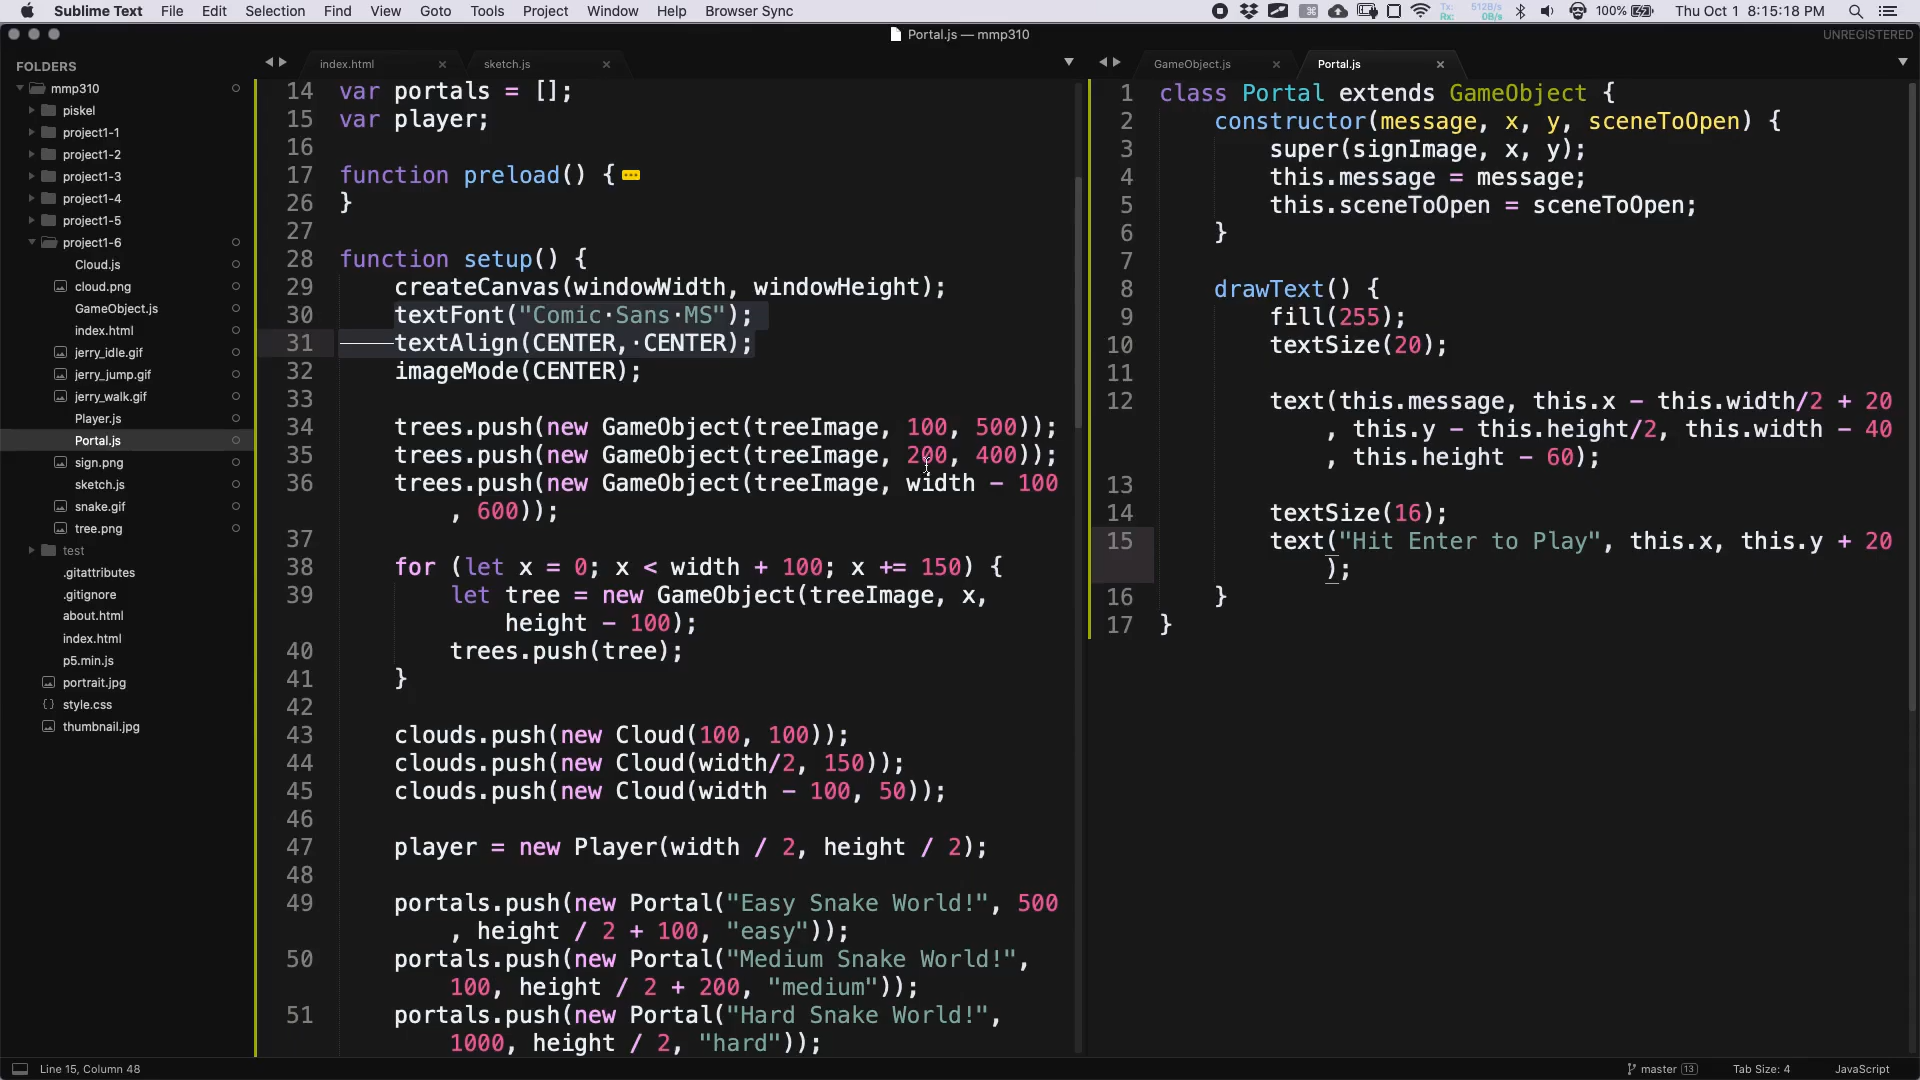 Sublime Text File Edit Selection Find View Goto Tools Project Window Help Browser Sync
Tx: 512B/s
Rx: 0B/s
100% Thu Oct 1 8:15:18 PM
Portal.js — mmp310
UNREGISTERED
FOLDERS
mmp310
piskel
project1-1
project1-2
project1-3
project1-4
project1-5
project1-6
Cloud.js
cloud.png
GameObject.js
index.html
jerry_idle.gif
jerry_jump.gif
jerry_walk.gif
Player.js
Portal.js
sign.png
sketch.js
snake.gif
tree.png
test
.gitattributes
.gitignore
about.html
index.html
p5.min.js
portrait.jpg
style.css
thumbnail.jpg
index.html
sketch.js
14 var portals = [];
15 var player;
16
17 function preload() {
26 }
27
28 function setup() {
29 createCanvas(windowWidth, windowHeight);
30 textFont("Comic·Sans·MS");
31 textAlign(CENTER,·CENTER);
32 imageMode(CENTER);
33
34 trees.push(new GameObject(treeImage, 100, 500));
35 trees.push(new GameObject(treeImage, 200, 400));
36 trees.push(new GameObject(treeImage, width - 100
, 600));
37
38 for (let x = 0; x < width + 100; x += 150) {
39 let tree = new GameObject(treeImage, x,
height - 100);
40 trees.push(tree);
41 }
42
43 clouds.push(new Cloud(100, 100));
44 clouds.push(new Cloud(width/2, 150));
45 clouds.push(new Cloud(width - 100, 50));
46
47 player = new Player(width / 2, height / 2);
48
49 portals.push(new Portal("Easy Snake World!", 500
, height / 2 + 100, "easy"));
50 portals.push(new Portal("Medium Snake World!",
100, height / 2 + 200, "medium"));
51 portals.push(new Portal("Hard Snake World!",
1000, height / 2, "hard"));
GameObject.js
Portal.js
1 class Portal extends GameObject {
2 constructor(message, x, y, sceneToOpen) {
3 super(signImage, x, y);
4 this.message = message;
5 this.sceneToOpen = sceneToOpen;
6 }
7
8 drawText() {
9 fill(255);
10 textSize(20);
11
12 text(this.message, this.x - this.width/2 + 20
, this.y - this.height/2, this.width - 40
, this.height - 60);
13
14 textSize(16);
15 text("Hit Enter to Play", this.x, this.y + 20
);
16 }
17 }
Line 15, Column 48
master 13
Tab Size: 4
JavaScript